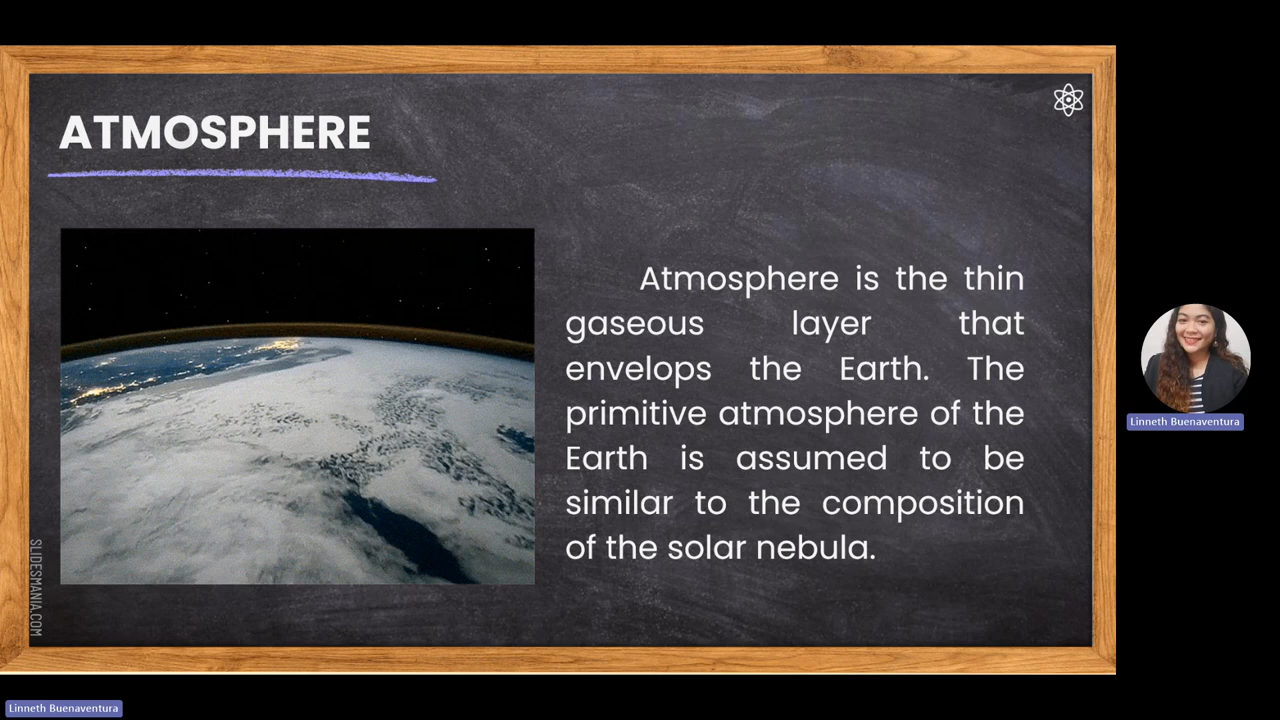 ATMOSPHERE
Atmosphere is the thin
gaseous layer that
envelops the Earth. The
primitive atmosphere of the
Earth is assumed to be
similar to the composition
of the solar nebula.
SLIDESMANIA.COM
Linneth Buenaventura
Linneth Buenaventura